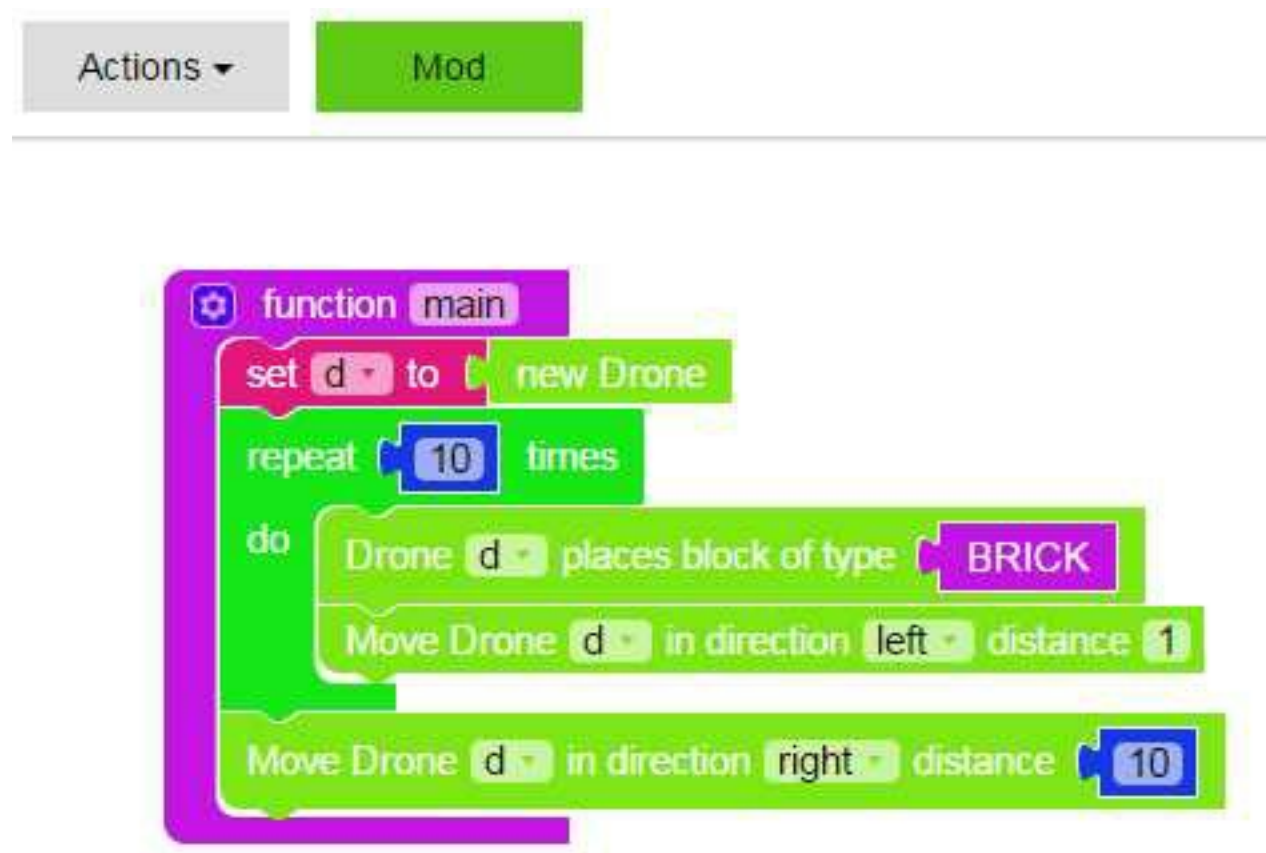 Actions Mod
function main
set d to new Drone
repeat 10 times
do Drone d places block of type BRICK
Move Drone d in direction left distance 1
Move Drone d in direction right distance 10